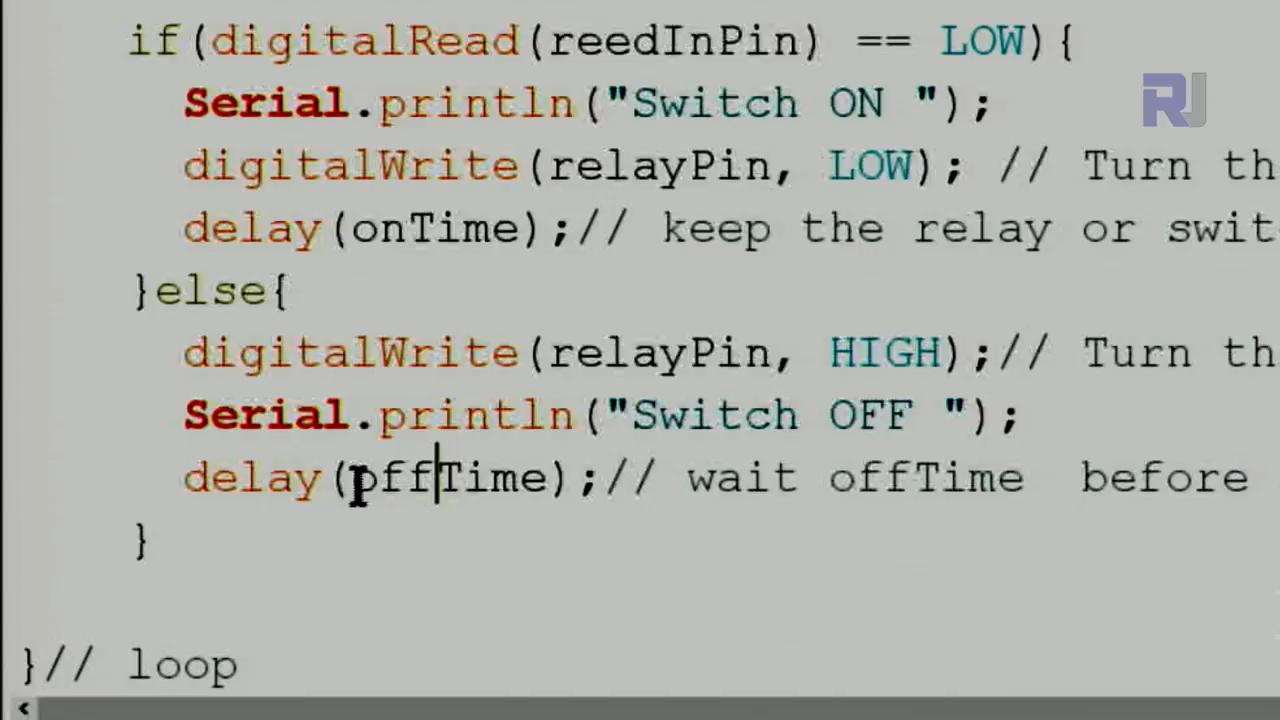 if(digitalRead(reedInPin) == LOW){
RJ
Serial.println("Switch ON ");
digitalWrite(relayPin, LOW); // Turn th
delay(onTime);// keep the relay or swit
}else{
digitalWrite(relayPin, HIGH);// Turn th
Serial.println("Switch OFF ");
delay(offTime);// wait offTime  before
}
}// loop